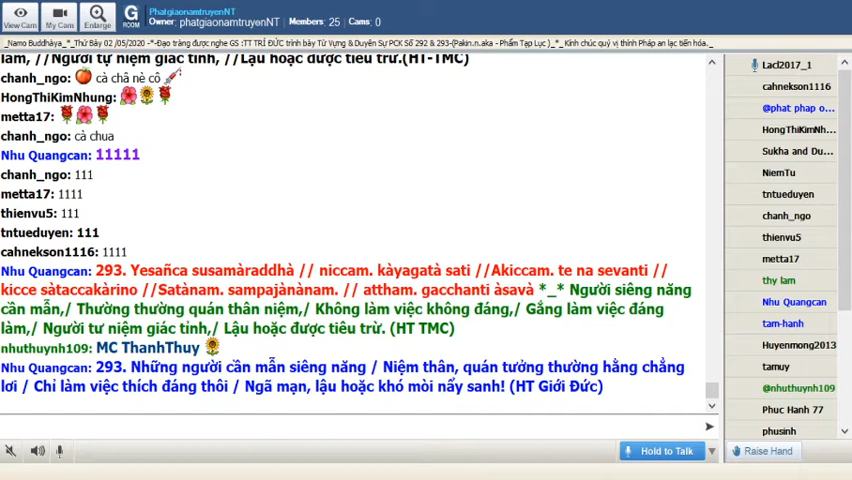 View Cam
My Cam
Enlarge
G
ROOM
PhatgiaonamtruyenNT
Owner: phatgiaonamtruyenNT | Members: 25 | Cams: 0
_Namo Buddhàya_*_Thứ Bảy 02 /05/2020 -*-Đạo tràng được nghe GS :TT TRÍ ĐỨC trình bày Từ Vựng & Duyên Sự PCK Số 292 & 293-(Pakin.n.aka - Phẩm Tạp Lục )_*_ Kính chúc quý vị thính Pháp an lạc tiến hóa._
làm, //Người tự niệm giác tỉnh, //Lậu hoặc được tiêu trừ.(HT-TMC)
chanh_ngo: cà châ nè cô
HongThiKimNhung:
metta17:
chanh_ngo: cà chua
Nhu Quangcan: 11111
chanh_ngo: 111
metta17: 1111
thienvu5: 111
tntueduyen: 111
cahnekson1116: 1111
Nhu Quangcan: 293. Yesañca susamàraddhà // niccam. kàyagatà sati //Akiccam. te na sevanti //
kicce sàtaccakàrino //Satànam. sampajànànam. // attham. gacchanti àsavà *_* Người siêng năng
cần mẫn,/ Thường thường quán thân niệm,/ Không làm việc không đáng,/ Gắng làm việc đáng
làm,/ Người tư niệm giác tỉnh,/ Lậu hoặc được tiêu trừ. (HT TMC)
nhuthuynh109: MC ThanhThuy
Nhu Quangcan: 293. Những người cần mẫn siêng năng / Niệm thân, quán tưởng thường hằng chẳng
lơi / Chỉ làm việc thích đáng thôi / Ngã mạn, lậu hoặc khó mòi nẩy sanh! (HT Giới Đức)
Hold to Talk
Lacl2017_1
cahnekson1116
@phat phap o...
HongThiKimNh...
Sukha and Du...
NiemTu
tntueduyen
chanh_ngo
thienvu5
metta17
thy lam
Nhu Quangcan
tam-hanh
Huyenmong2013
tamuy
@nhuthuynh109
Phuc Hanh 77
phusinh
Raise Hand